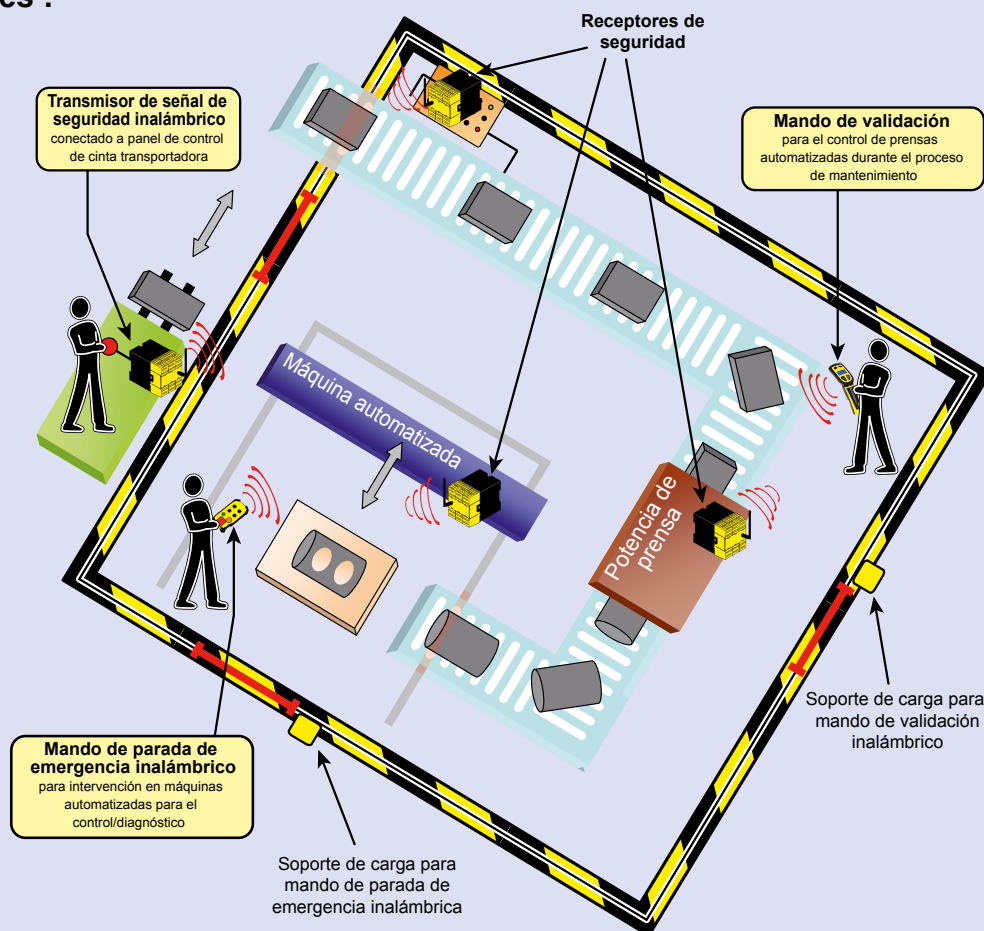 Receptores de
seguridad
Transmisor de señal de
seguridad inalámbrico
conectado a panel de control
de cinta transportadora
Mando de validación
para el control de prensas
automatizadas durante el proceso
de mantenimiento
Máquina automatizada
Potencia de
prensa
Soporte de carga para
mando de validación
inalámbrico
Mando de parada de
emergencia inalámbrico
para intervención en máquinas
automatizadas para el
control/diagnóstico
Soporte de carga para
mando de parada de
emergencia inalámbrica